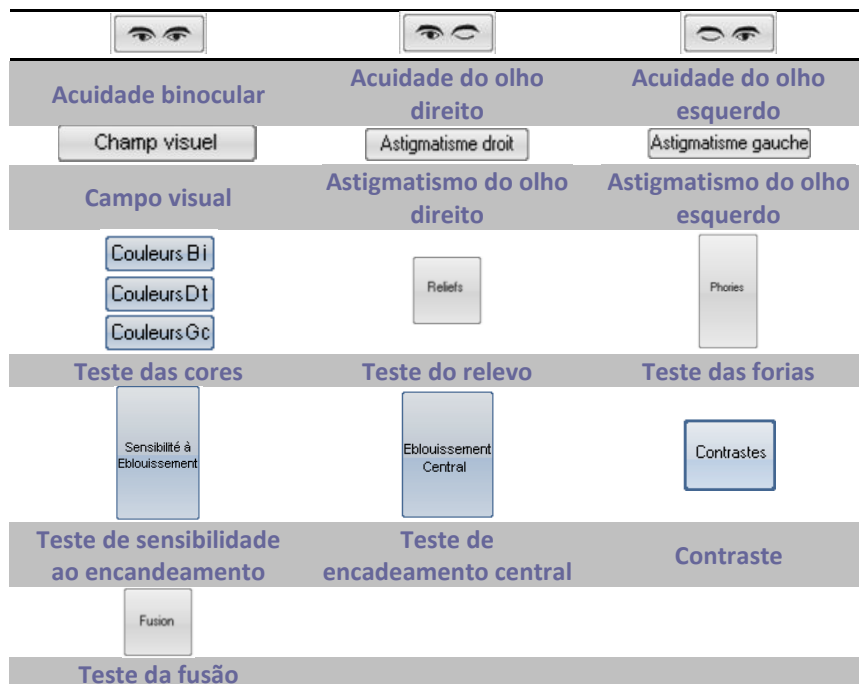 Acuidade binocular
Acuidade do olho
direito
Acuidade do olho
esquerdo
Champ visuel
Astigmatisme droit
Astigmatisme gauche
Campo visual
Astigmatismo do olho
direito
Astigmatismo do olho
esquerdo
Couleurs Bi
Couleurs Dt
Couleurs Gc
Reliefs
Phories
Teste das cores
Teste do relevo
Teste das forias
Sensibilité à
Eblouissement
Eblouissement
Central
Contrastes
Teste de sensibilidade
ao encandeamento
Teste de
encadeamento central
Contraste
Fusion
Teste da fusão